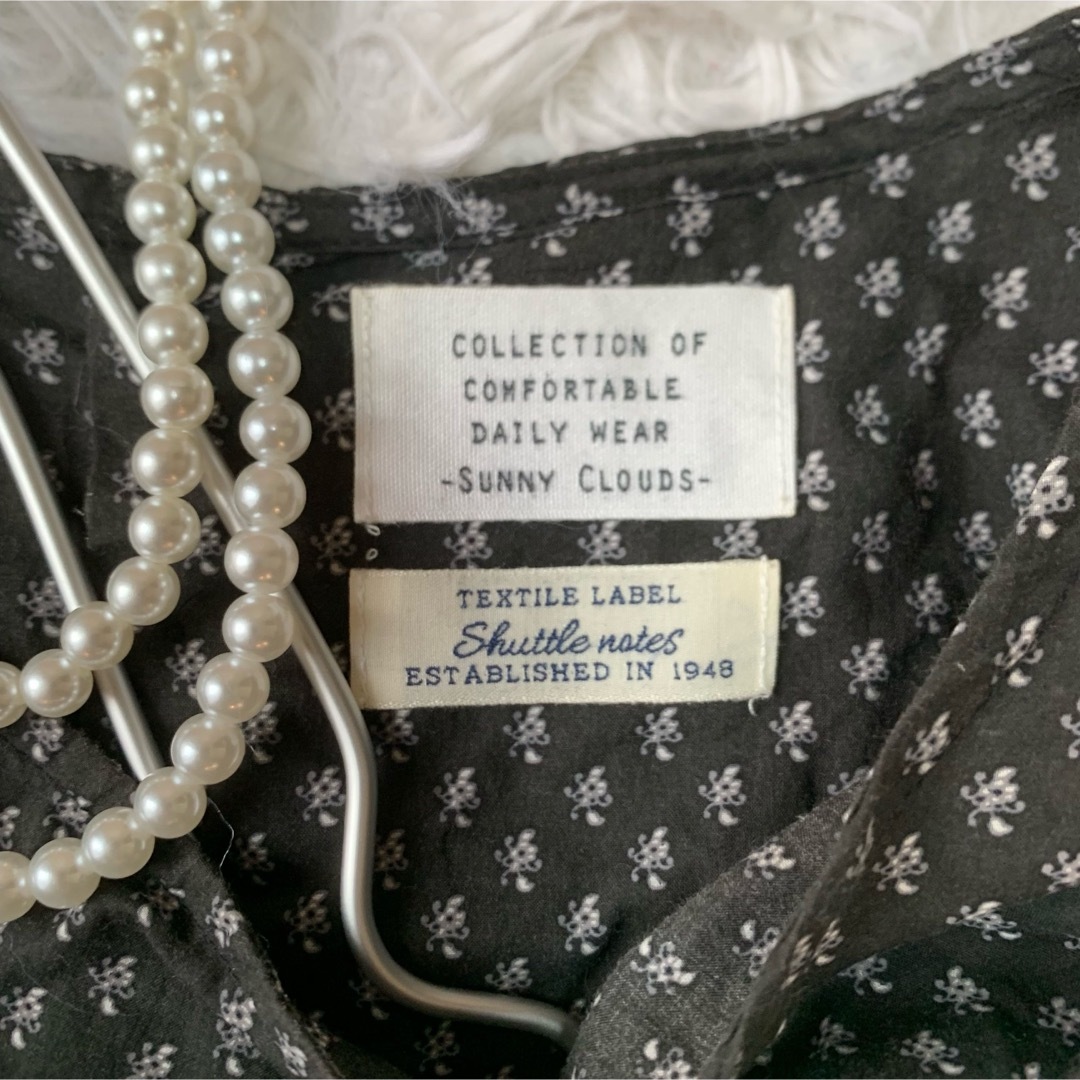 COLLECTION OF
COMFORTABLE
DAILY WEAR
-SUNNY CLOUDS-
TEXTILE LABEL
Shuttle notes
ESTABLISHED IN 1948